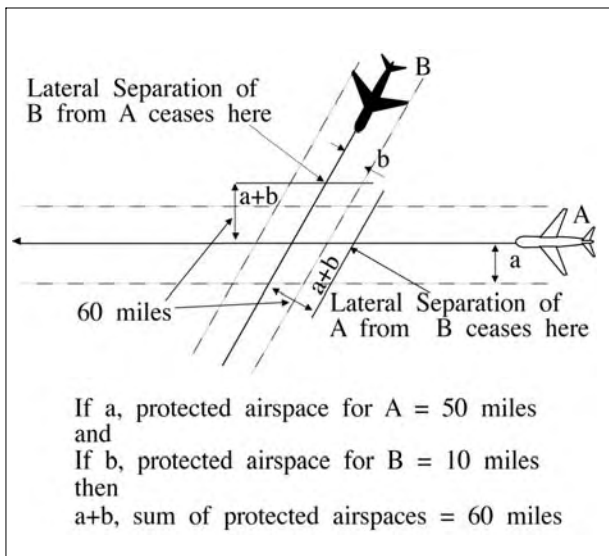 Lateral Separation of
B from A ceases here
B
b
a+b
A
a
a+b
60 miles
Lateral Separation of
A from B ceases here
If a, protected airspace for A = 50 miles
and
If b, protected airspace for B = 10 miles
then
a+b, sum of protected airspaces = 60 miles